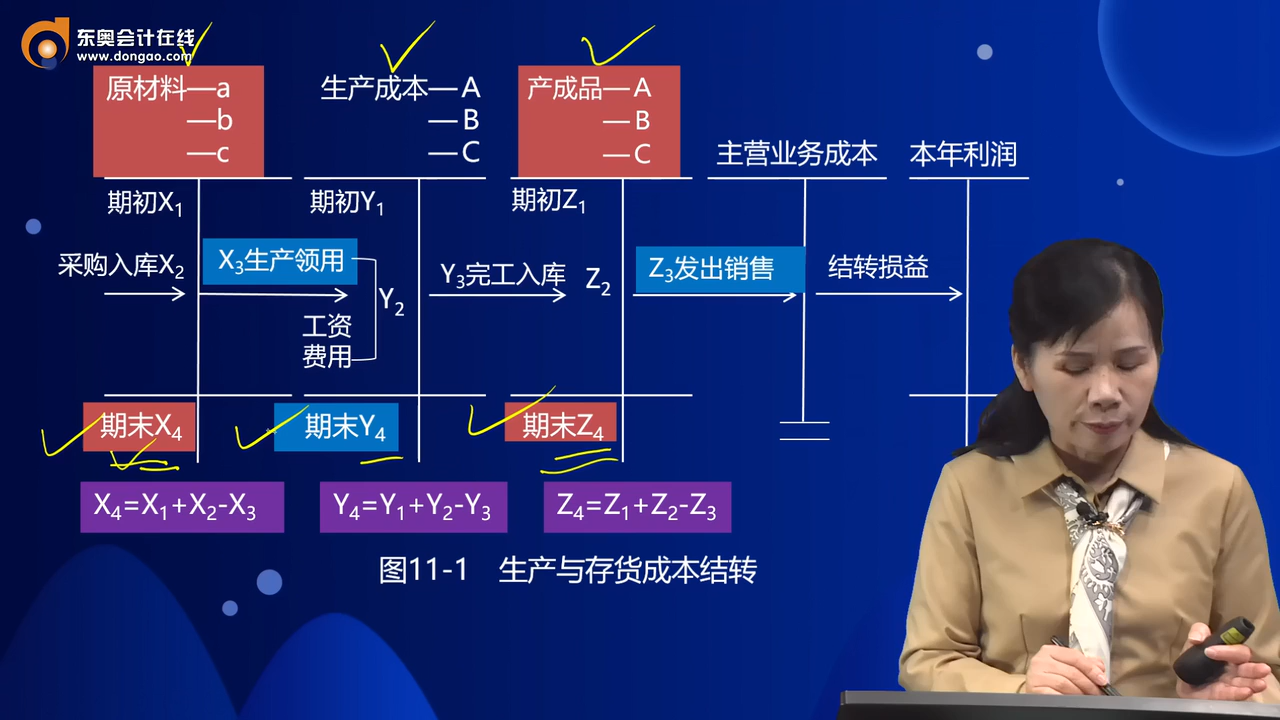 东奥会计在线
www.dongao.com
原材料—a
—b
—c
生产成本—A
—B
—C
产成品—A
—B
—C
主营业务成本
本年利润
期初X₁
期初Y₁
期初Z₁
采购入库X₂
X₃生产领用
工资
费用
Y₂
Y₃完工入库
Z₂
Z₃发出销售
结转损益
期末X₄
期末Y₄
期末Z₄
X₄=X₁+X₂-X₃
Y₄=Y₁+Y₂-Y₃
Z₄=Z₁+Z₂-Z₃
图11-1 生产与存货成本结转